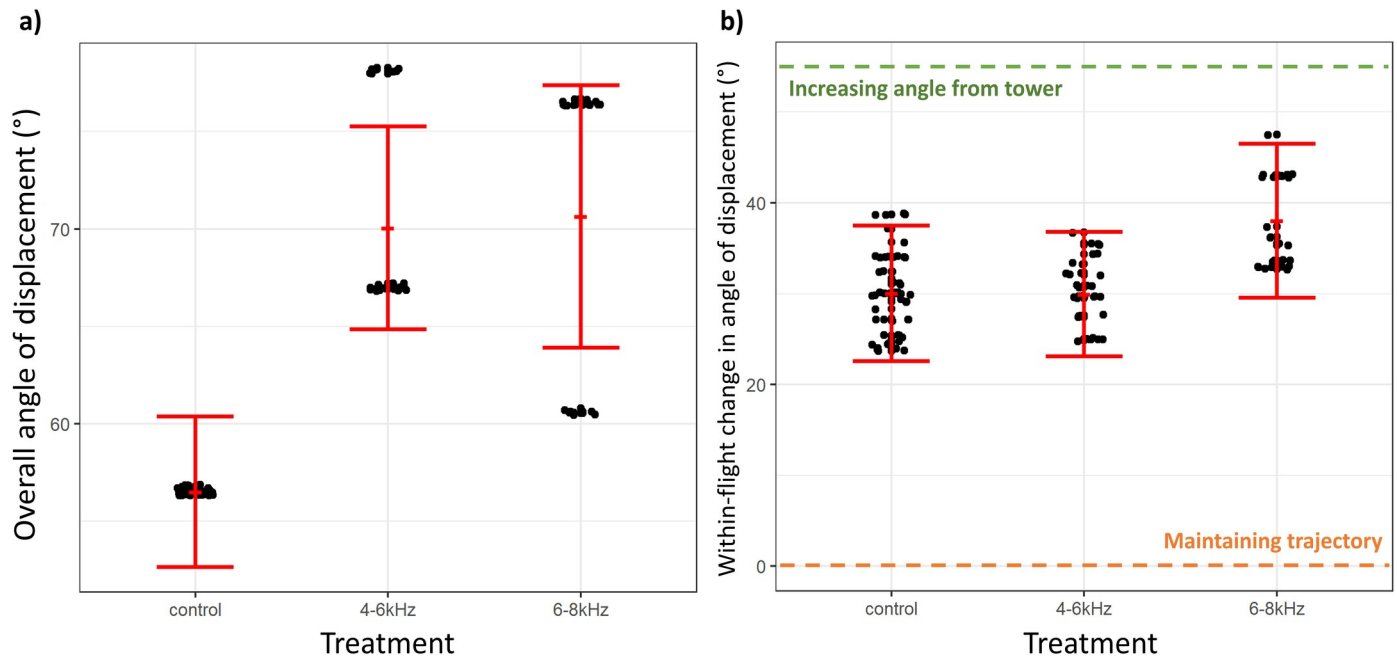 a)
Overall angle of displacement (°)
70
60
control
4-6kHz
6-8kHz
Treatment
b)
Within-flight change in angle of displacement (°)
Increasing angle from tower
40
20
Maintaining trajectory
0
control
4-6kHz
6-8kHz
Treatment